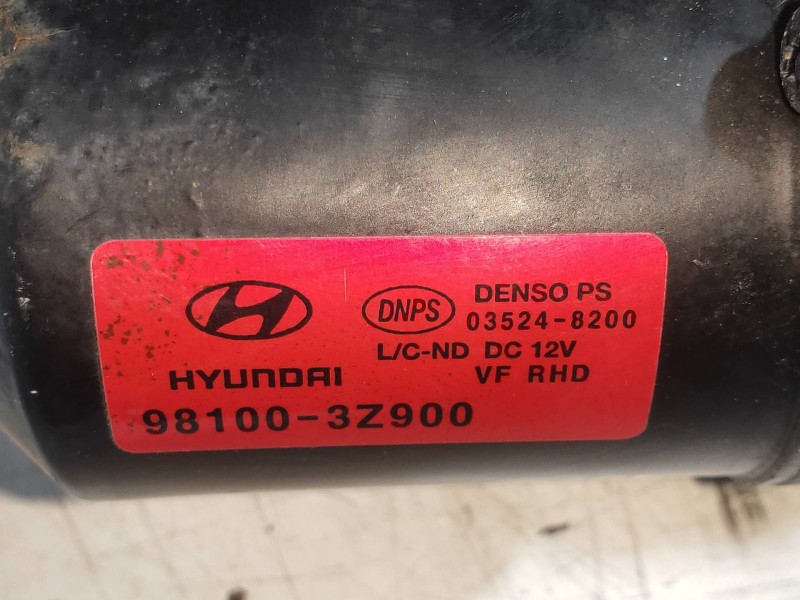 DNPS DENSO PS
03524-8200
L/C-ND DC 12V
HYUNDAI VF RHD
98100-3Z900